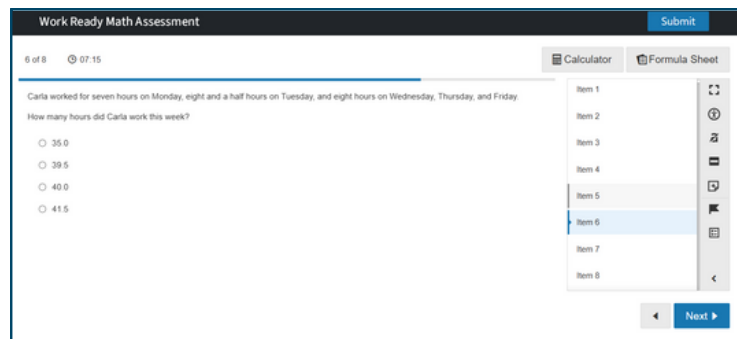 Work Ready Math Assessment
Submit
6 of 8
07:15
Calculator
Formula Sheet
Carla worked for seven hours on Monday, eight and a half hours on Tuesday, and eight hours on Wednesday, Thursday, and Friday.
How many hours did Carla work this week?
35.0
39.5
40.0
41.5
Item 1
Item 2
Item 3
Item 4
Item 5
Item 6
Item 7
Item 8
Next